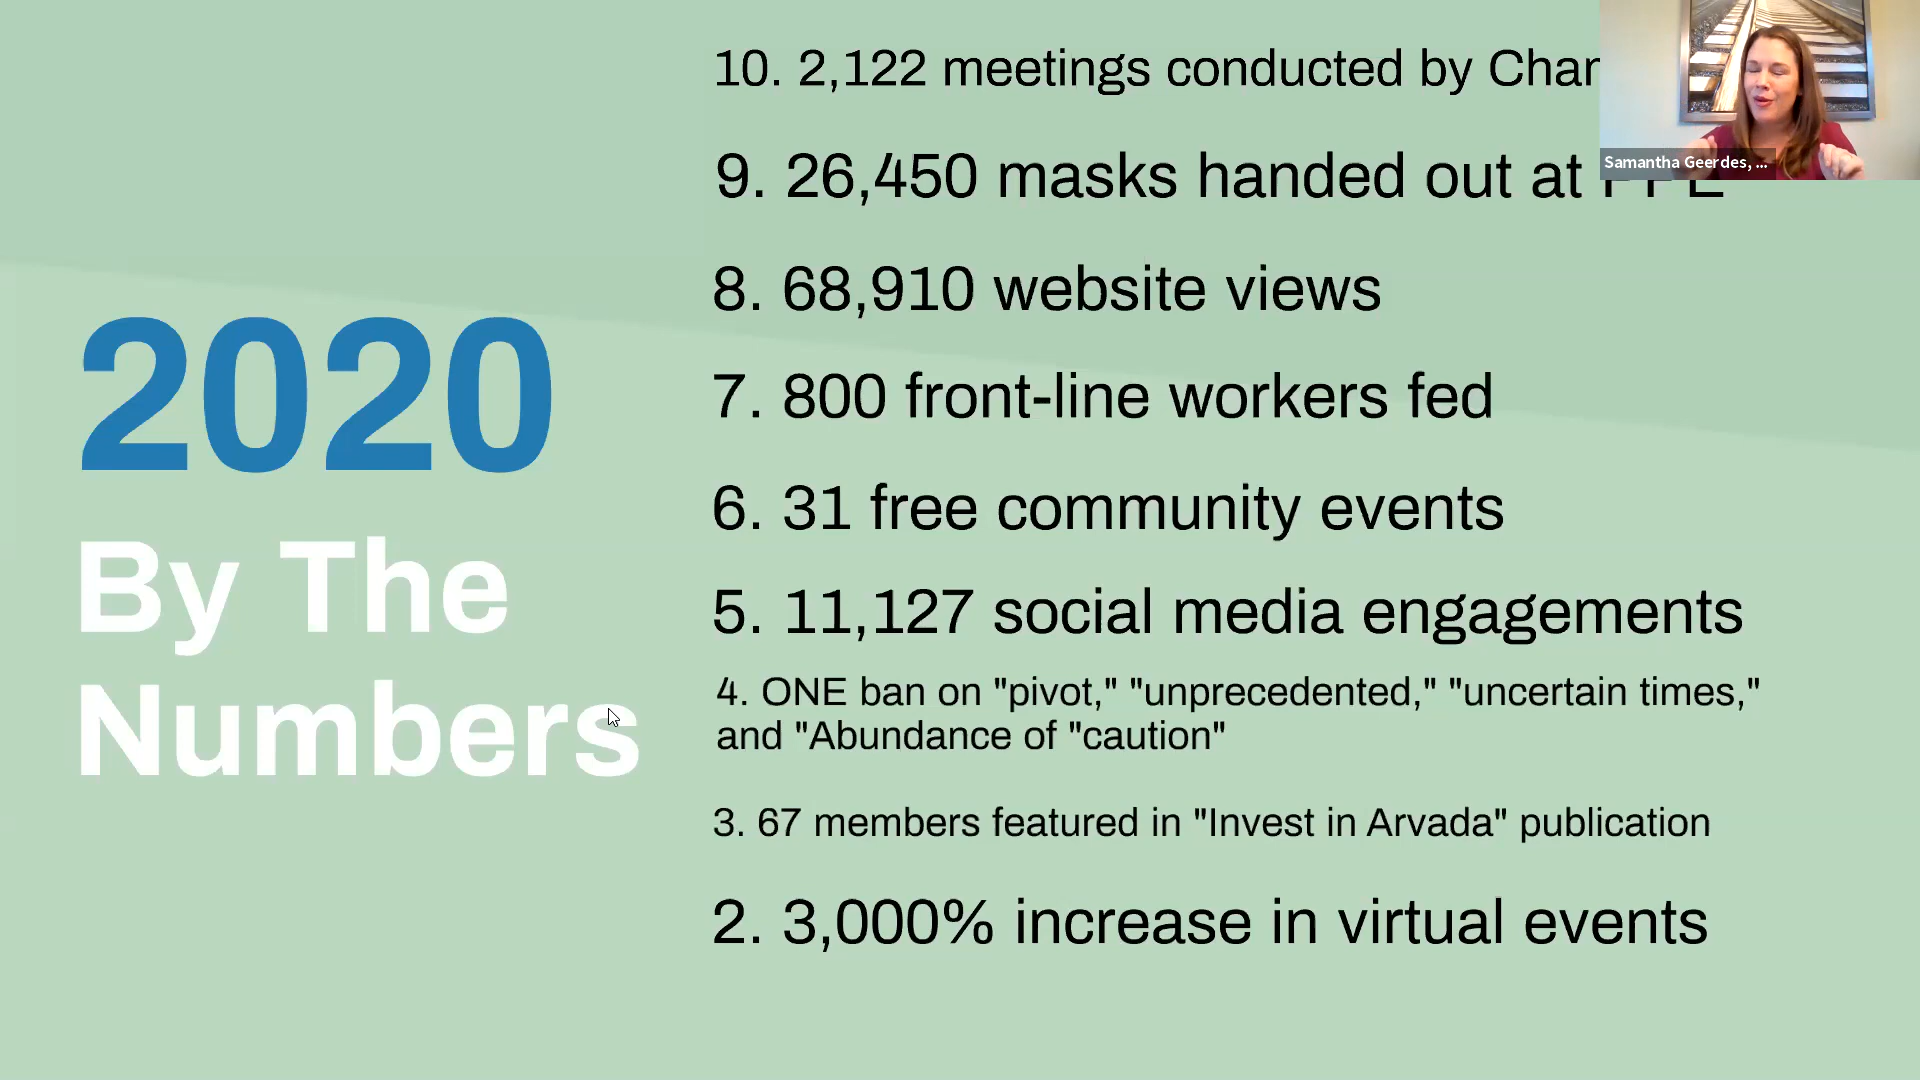 2020
By The
Numbers
10. 2,122 meetings conducted by
9. 26,450 masks handed out at
8. 68,910 website views
7. 800 front-line workers fed
6. 31 free community events
5. 11,127 social media engagements
4. ONE ban on "pivot," "unprecedented," "uncertain times,"
and "Abundance of "caution"
3. 67 members featured in "Invest in Arvada" publication
2. 3,000% increase in virtual events
Samantha Geerdes, ...